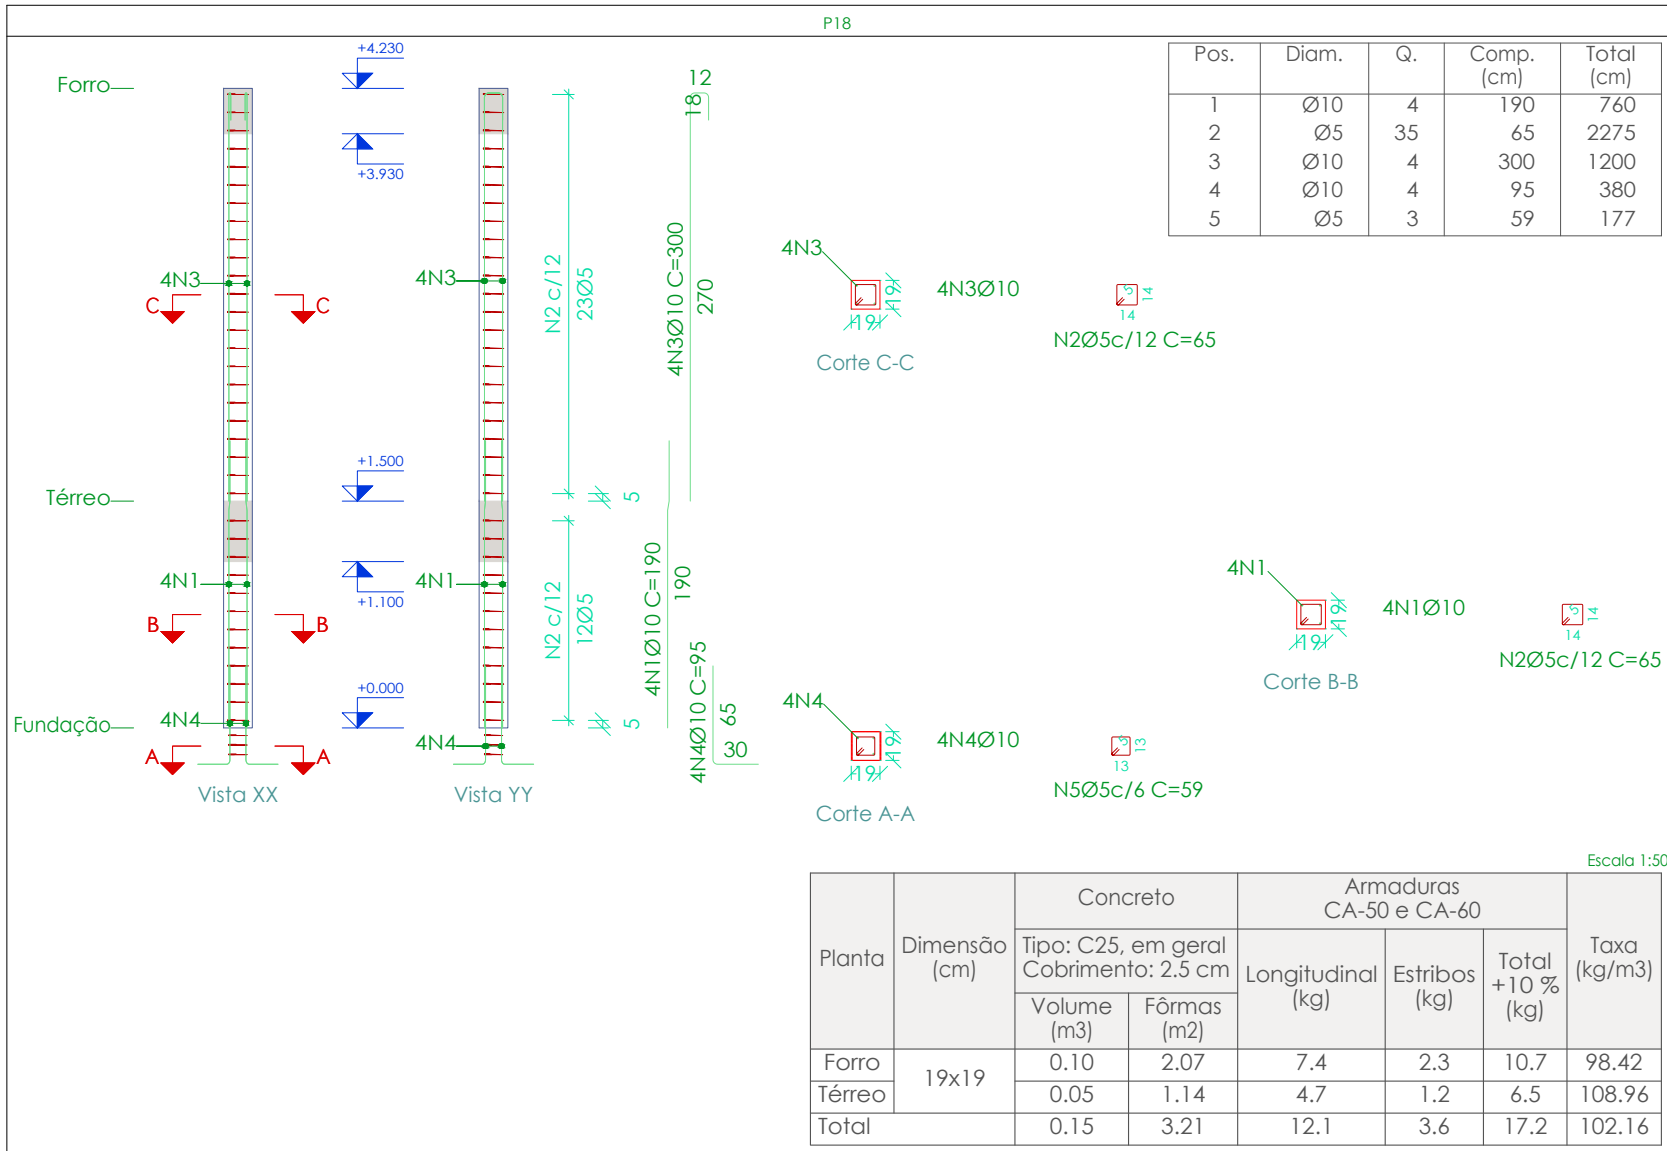 P18
Pos. Diam. Q. Comp. (cm) Total (cm)
1 Ø10 4 190 760
2 Ø5 35 65 2275
3 Ø10 4 300 1200
4 Ø10 4 95 380
5 Ø5 3 59 177
Forro
Térreo
Fundação
4N3
C
C
4N1
B
B
4N4
A
A
Vista XX
+4.230
+3.930
+1.500
+1.100
+0.000
4N3
4N1
4N4
Vista YY
N2 c/12
23Ø5
5
N2 c/12
12Ø5
5
12
18
4N3Ø10 C=300
270
4N1Ø10 C=190
190
4N4Ø10 C=95
65
30
4N3
19
19
4N3Ø10
Corte C-C
5
14
14
N2Ø5c/12 C=65
4N1
19
19
4N1Ø10
Corte B-B
5
14
14
N2Ø5c/12 C=65
4N4
19
19
4N4Ø10
Corte A-A
5
13
13
N5Ø5c/6 C=59
Escala 1:50
Planta
Dimensão
(cm)
Concreto
Tipo: C25, em geral
Cobrimento: 2.5 cm
Volume
(m3)
Fôrmas
(m2)
Armaduras
CA-50 e CA-60
Longitudinal
(kg)
Estribos
(kg)
Total
+10 %
(kg)
Taxa
(kg/m3)
Forro 19x19 0.10 2.07 7.4 2.3 10.7 98.42
Térreo 0.05 1.14 4.7 1.2 6.5 108.96
Total 0.15 3.21 12.1 3.6 17.2 102.16